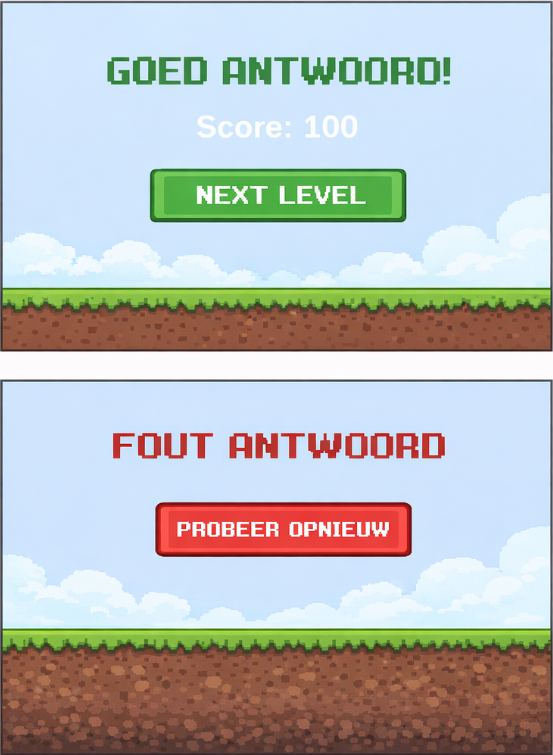 GOED ANTWOORD!
Score: 100
NEXT LEVEL
FOUT ANTWOORD
PROBEER OPNIEUW